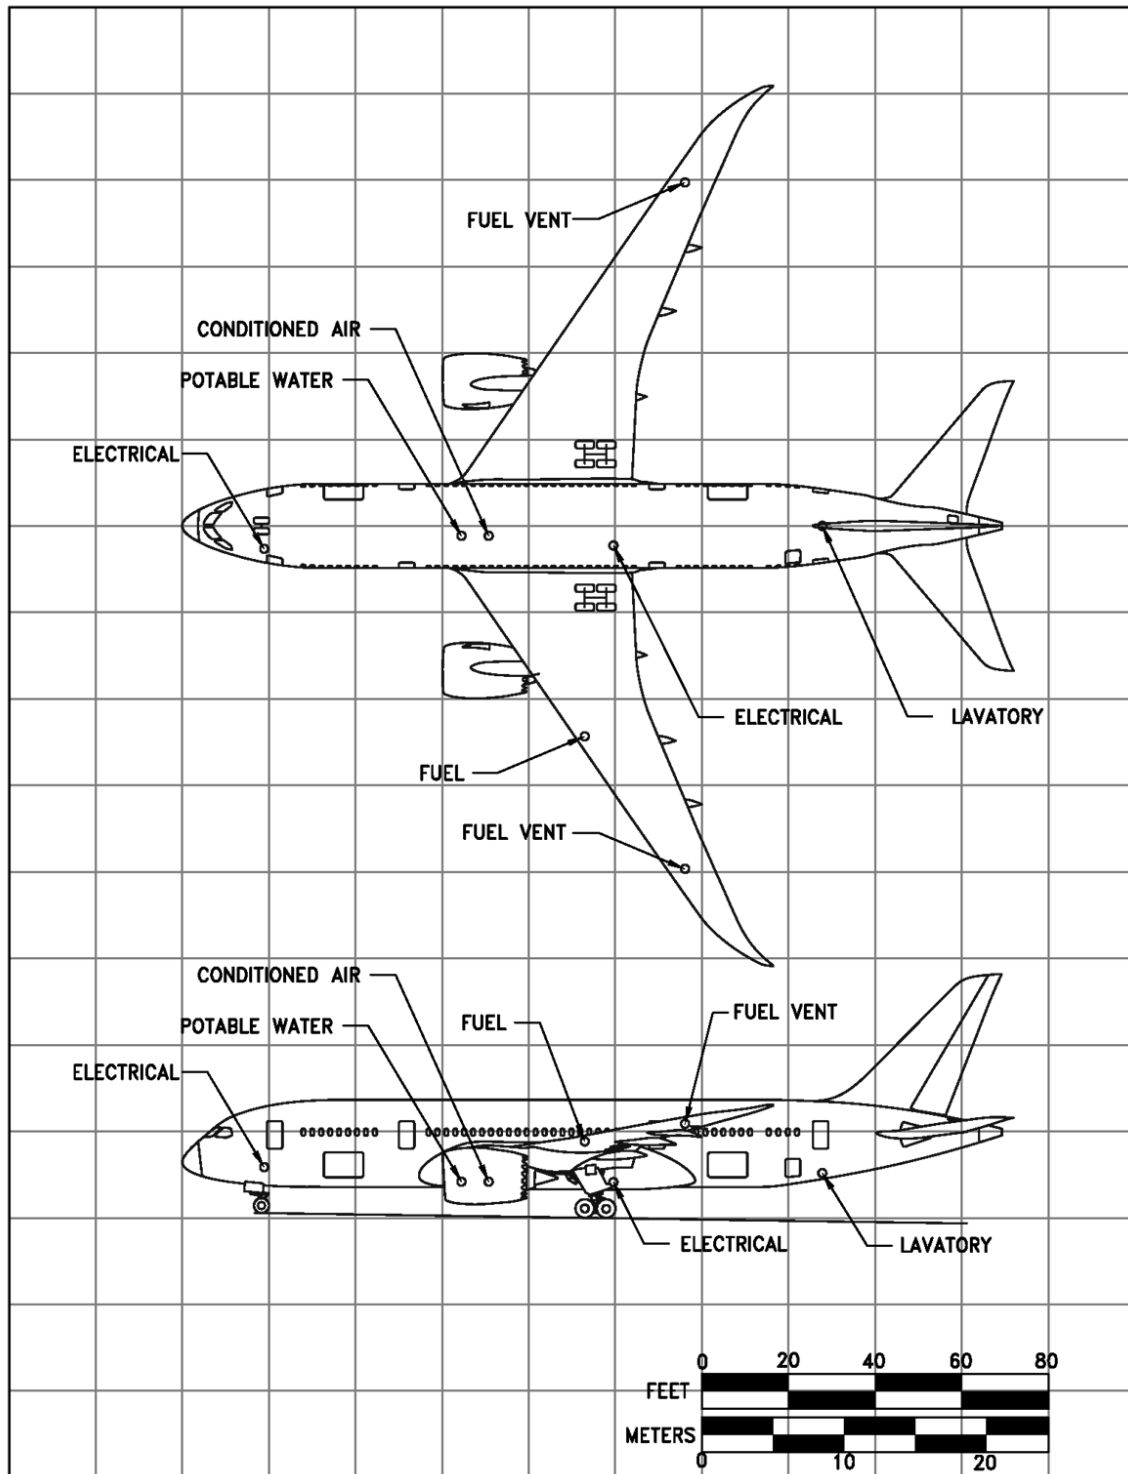 FUEL VENT
CONDITIONED AIR
POTABLE WATER
ELECTRICAL
ELECTRICAL
LAVATORY
FUEL
FUEL VENT
CONDITIONED AIR
POTABLE WATER
FUEL
FUEL VENT
ELECTRICAL
ELECTRICAL
LAVATORY
0 20 40 60 80
FEET
METERS
0 10 20